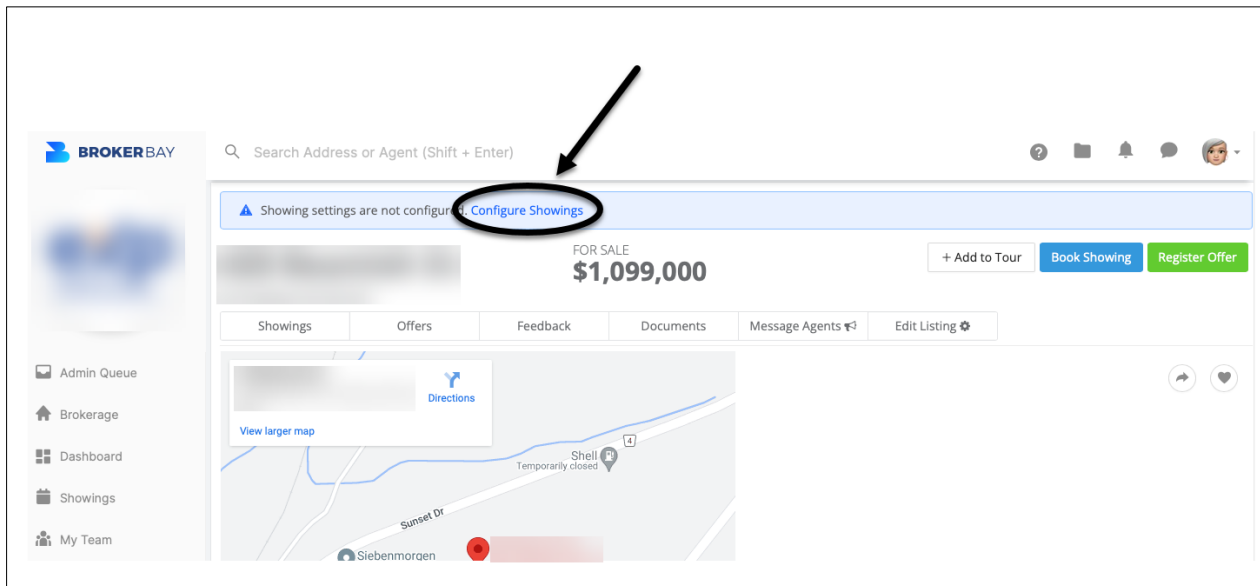 BROKERBAY
Search Address or Agent (Shift + Enter)
Showing settings are not configured. Configure Showings
FOR SALE
$1,099,000
+ Add to Tour
Book Showing
Register Offer
Showings
Offers
Feedback
Documents
Message Agents
Edit Listing
Admin Queue
Brokerage
Dashboard
Showings
My Team
Directions
View larger map
4
Shell
Temporarily closed
Sunset Dr
Siebenmorgen